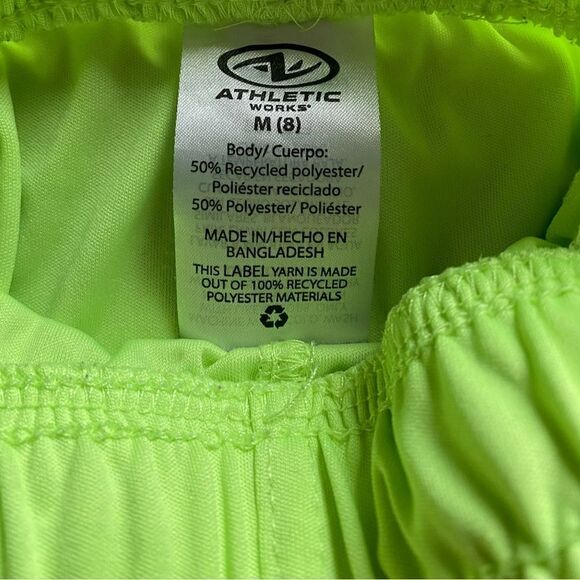 ATHLETIC
WORKS®
M (8)
Body/ Cuerpo:
50% Recycled polyester/
Poliéster reciclado
50% Polyester/ Poliéster
MADE IN/HECHO EN
BANGLADESH
THIS LABEL YARN IS MADE
OUT OF 100% RECYCLED
POLYESTER MATERIALS